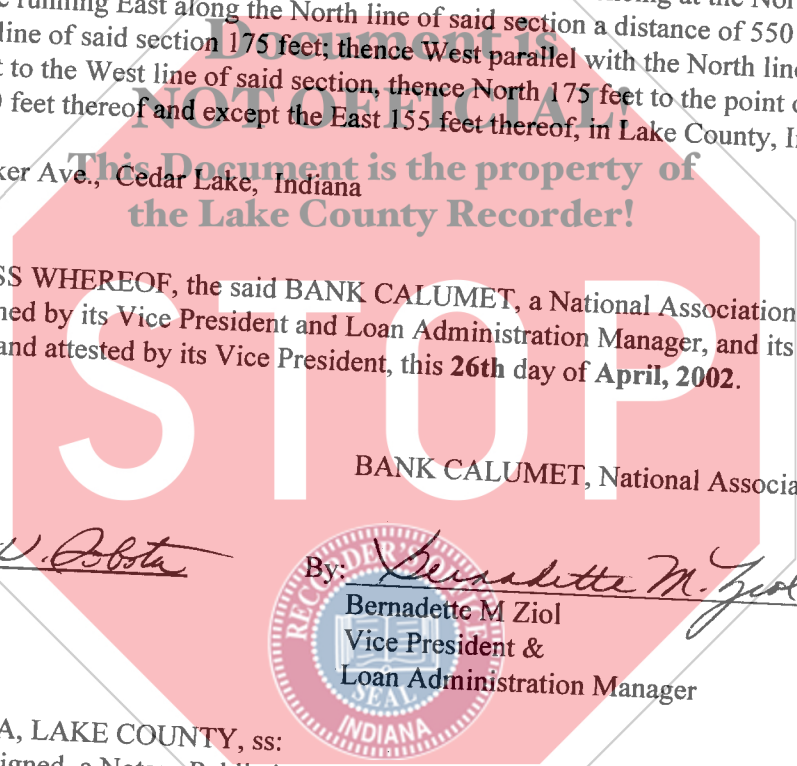 running East along the North line of said section a distance of 550
line of said section 175 feet; thence West parallel with the North line
to the West line of said section, thence North 175 feet to the point
feet thereof and except the East 155 feet thereof, in Lake County,
Ave., Cedar Lake, Indiana
Document is
NOT OFFICIAL!
This Document is the property of
the Lake County Recorder!
STOP
WHEREOF, the said BANK CALUMET, a National Association
by its Vice President and Loan Administration Manager, and its
and attested by its Vice President, this 26th day of April, 2002.
BANK CALUMET, National
By: Bernadette M. Ziol
Bernadette M Ziol
Vice President &
Loan Administration Manager
SEAL
INDIANA
LAKE COUNTY, ss: